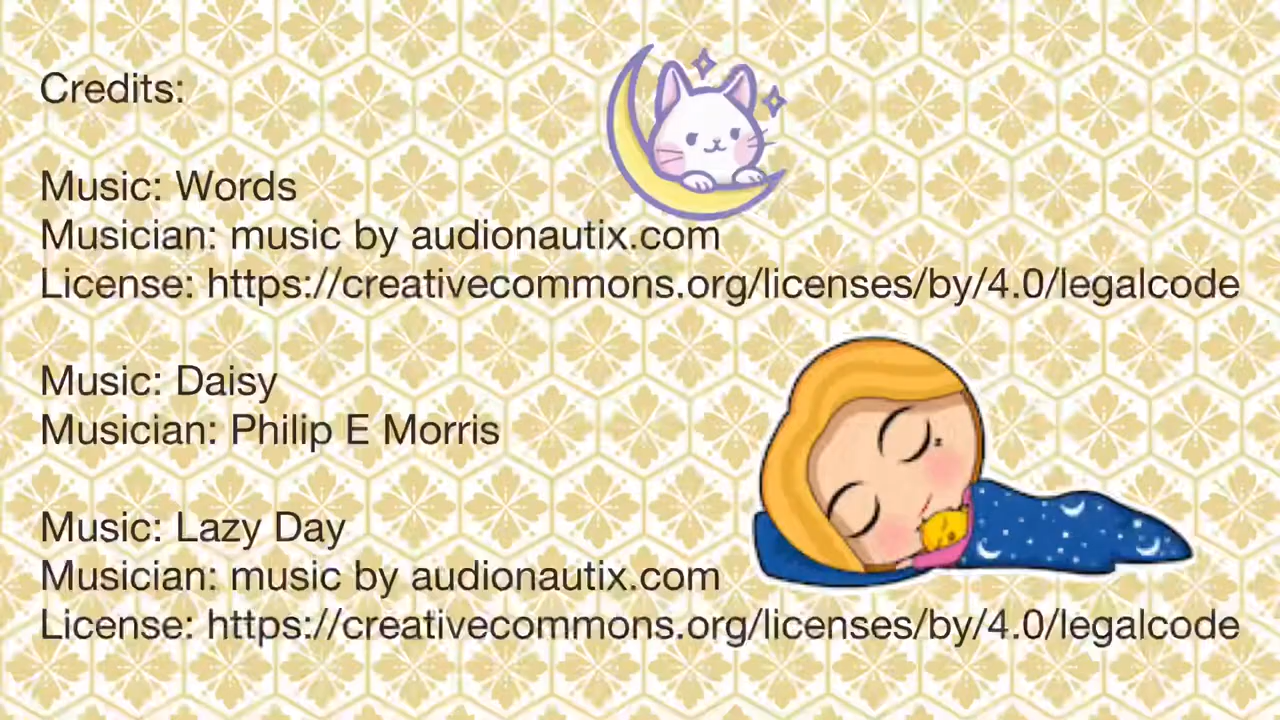 Credits:
Music: Words
Musician: music by audionautix.com
License: https://creativecommons.org/licenses/by/4.0/legalcode
Music: Daisy
Musician: Philip E Morris
Music: Lazy Day
Musician: music by audionautix.com
License: https://creativecommons.org/licenses/by/4.0/legalcode